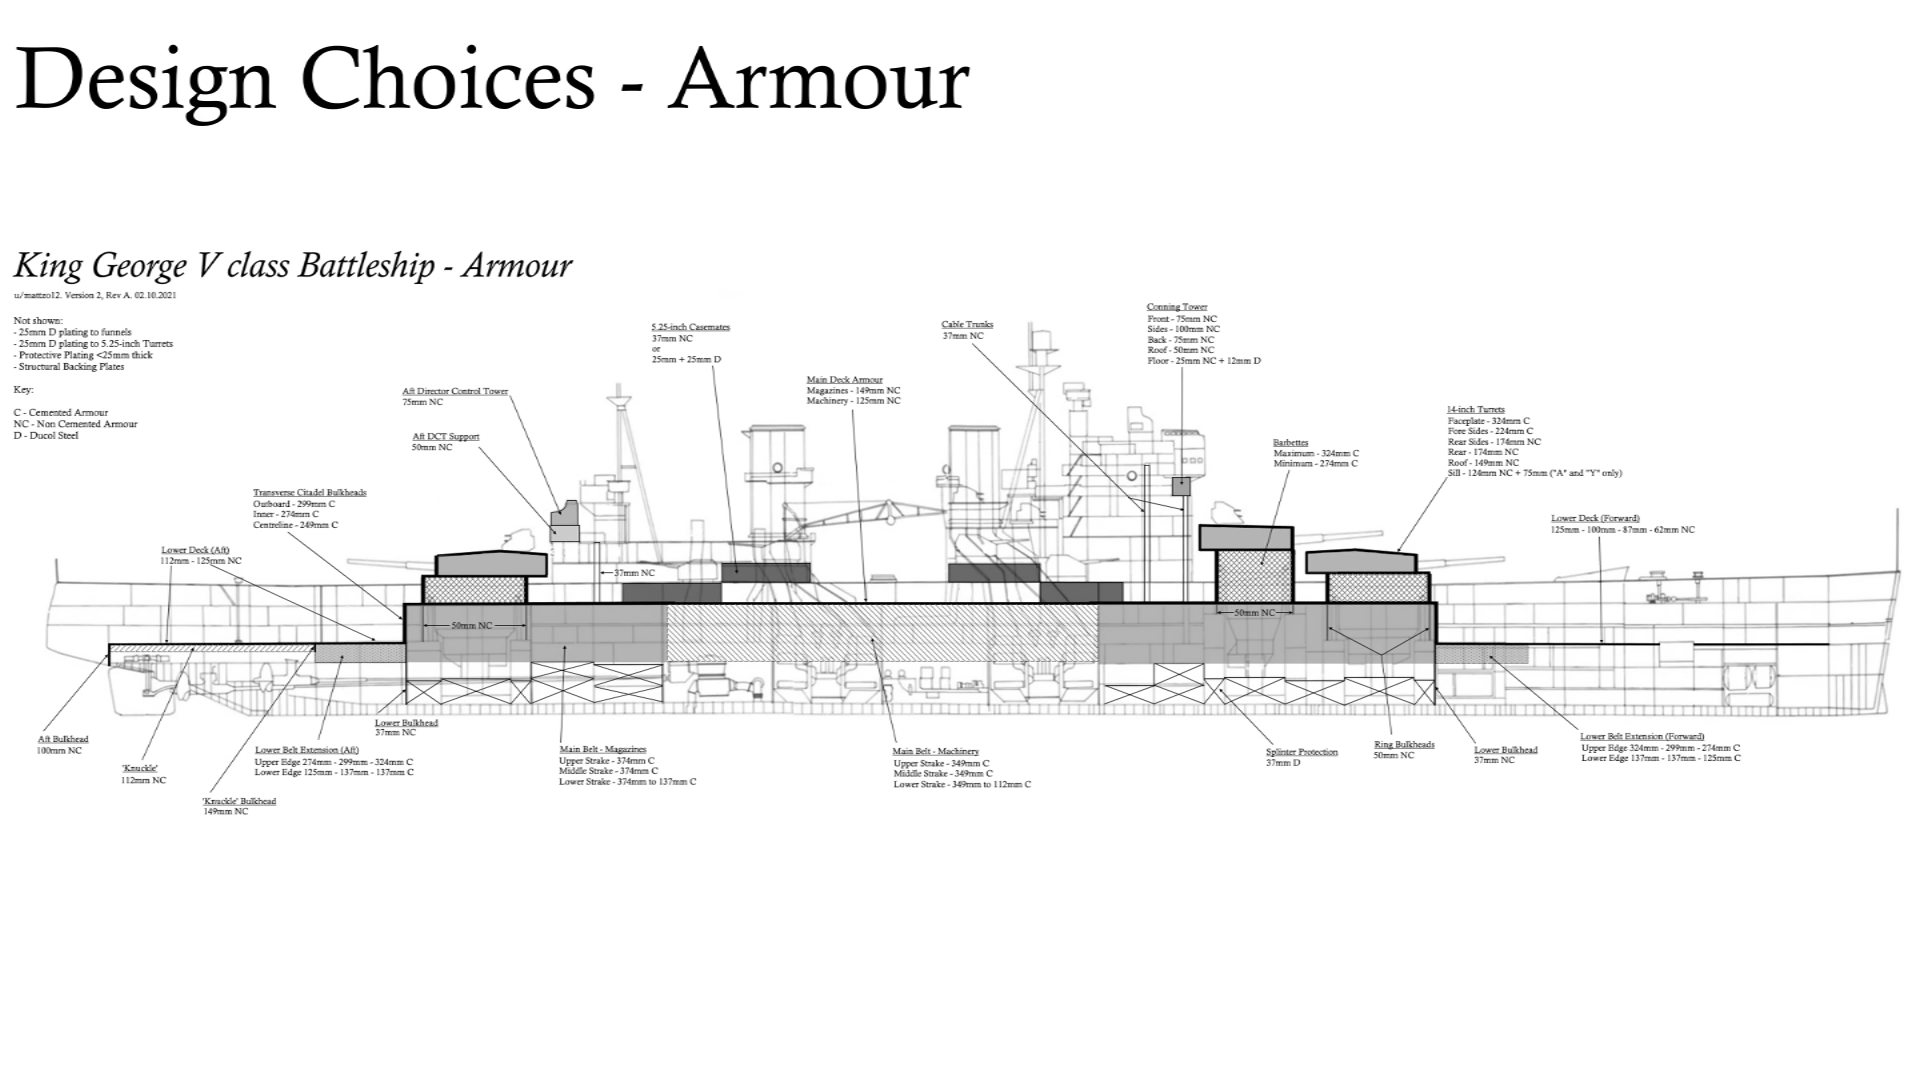 Design Choices - Armour
King George V class Battleship - Armour
u/matteo12. Version 2, Rev A. 02.10.2021
Not shown:
- 25mm D plating to funnels
- 25mm D plating to 5.25-inch Turrets
- Protective Plating <25mm thick
- Structural Backing Plates
Key:
C - Cemented Armour
NC - Non Cemented Armour
D - Ducol Steel
5.25-inch Casemates
37mm NC
or
25mm + 25mm D
Cable Trunks
37mm NC
Conning Tower
Front - 75mm NC
Sides - 100mm NC
Back - 75mm NC
Roof - 50mm NC
Floor - 25mm NC + 12mm D
Main Deck Armour
Magazines - 149mm NC
Machinery - 125mm NC
Aft Director Control Tower
75mm NC
Aft DCT Support
50mm NC
14-inch Turrets
Faceplate - 324mm C
Fore Sides - 224mm C
Rear Sides - 174mm NC
Rear - 174mm NC
Roof - 149mm NC
Sill - 124mm NC + 75mm ("A" and "Y" only)
Barbettes
Maximum - 324mm C
Minimum - 274mm C
Transverse Citadel Bulkheads
Outboard - 299mm C
Inner - 274mm C
Centreline - 249mm C
Lower Deck (Forward)
125mm - 100mm - 87mm - 62mm NC
Lower Deck (Aft)
112mm - 125mm NC
37mm NC
50mm NC
50mm NC
Aft Bulkhead
100mm NC
'Knuckle'
112mm NC
'Knuckle' Bulkhead
149mm NC
Lower Belt Extension (Aft)
Upper Edge 274mm - 299mm - 324mm C
Lower Edge 125mm - 137mm - 137mm C
Lower Bulkhead
37mm NC
Main Belt - Magazines
Upper Strake - 374mm C
Middle Strake - 374mm C
Lower Strake - 374mm to 137mm C
Main Belt - Machinery
Upper Strake - 349mm C
Middle Strake - 349mm C
Lower Strake - 349mm to 112mm C
Splinter Protection
37mm D
Ring Bulkheads
50mm NC
Lower Bulkhead
37mm NC
Lower Belt Extension (Forward)
Upper Edge 324mm - 299mm - 274mm C
Lower Edge 137mm - 137mm - 125mm C